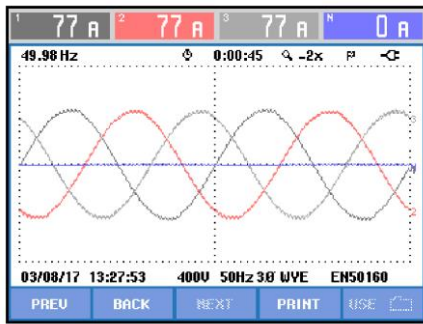 1 77 A 2 77 A 3 77 A N 0 A
49.98 Hz 0:00:45 -2x P
3
N
2
03/08/17 13:27:53 400V 50Hz 3Ø WYE EN50160
PREV BACK NEXT PRINT USE